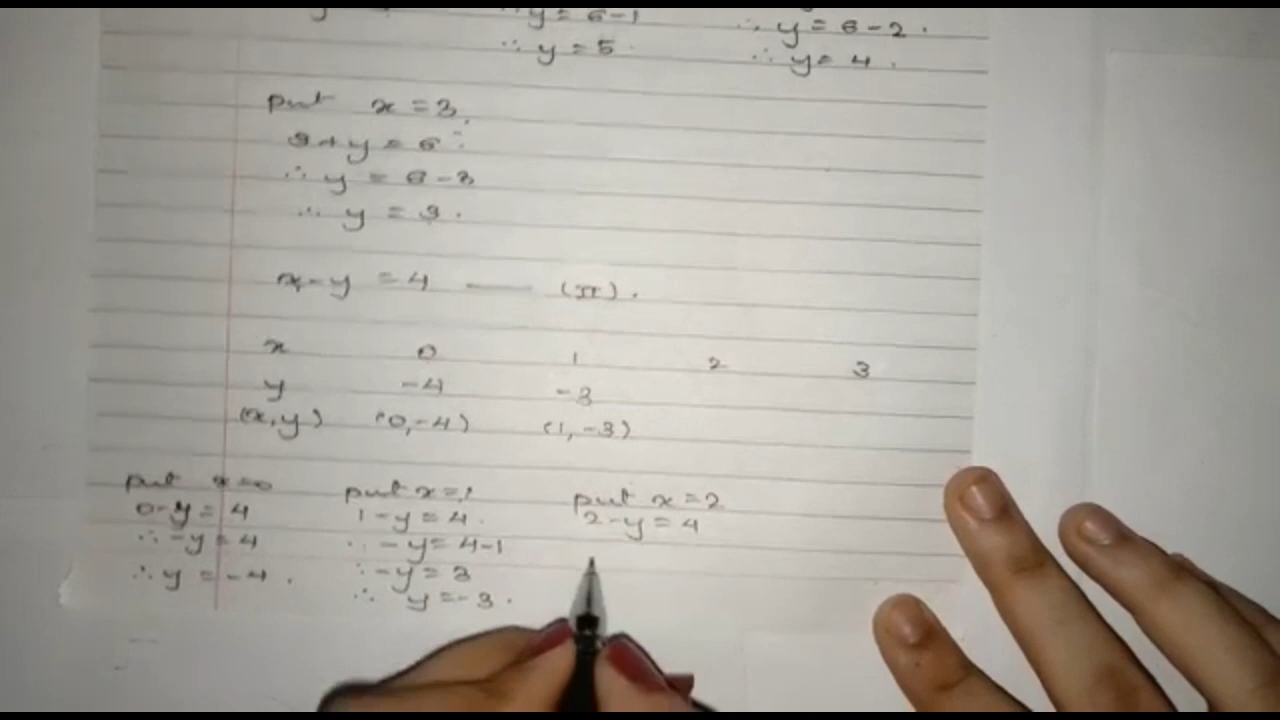 ∴ y = 6-1 ∴ y = 6-2.
∴ y = 5. ∴ y = 4.
put x = 3.
3+y = 6
∴ y = 6-3
∴ y = 3.
x-y = 4 —— (II).
x 0 1 2 3
y -4 -3
(x,y) (0,-4) (1,-3)
put x=0 put x=1 put x=2
0-y = 4 1-y = 4. 2-y = 4
∴ -y = 4 ∴ -y = 4-1
∴ y = -4. ∴ -y = 3
∴ y = -3.